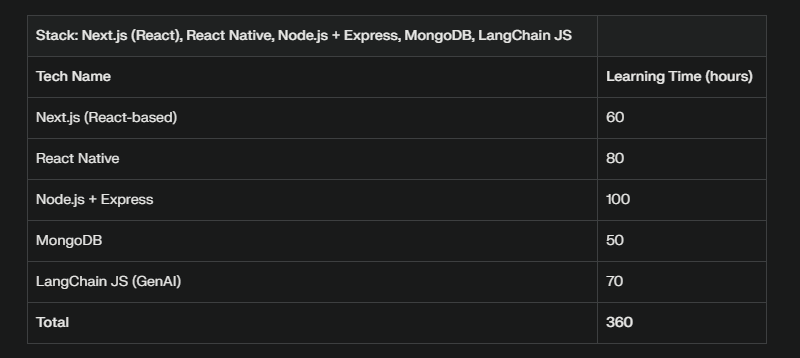 Stack: Next.js (React), React Native, Node.js + Express, MongoDB, LangChain JS
Tech Name Learning Time (hours)
Next.js (React-based) 60
React Native 80
Node.js + Express 100
MongoDB 50
LangChain JS (GenAI) 70
Total 360